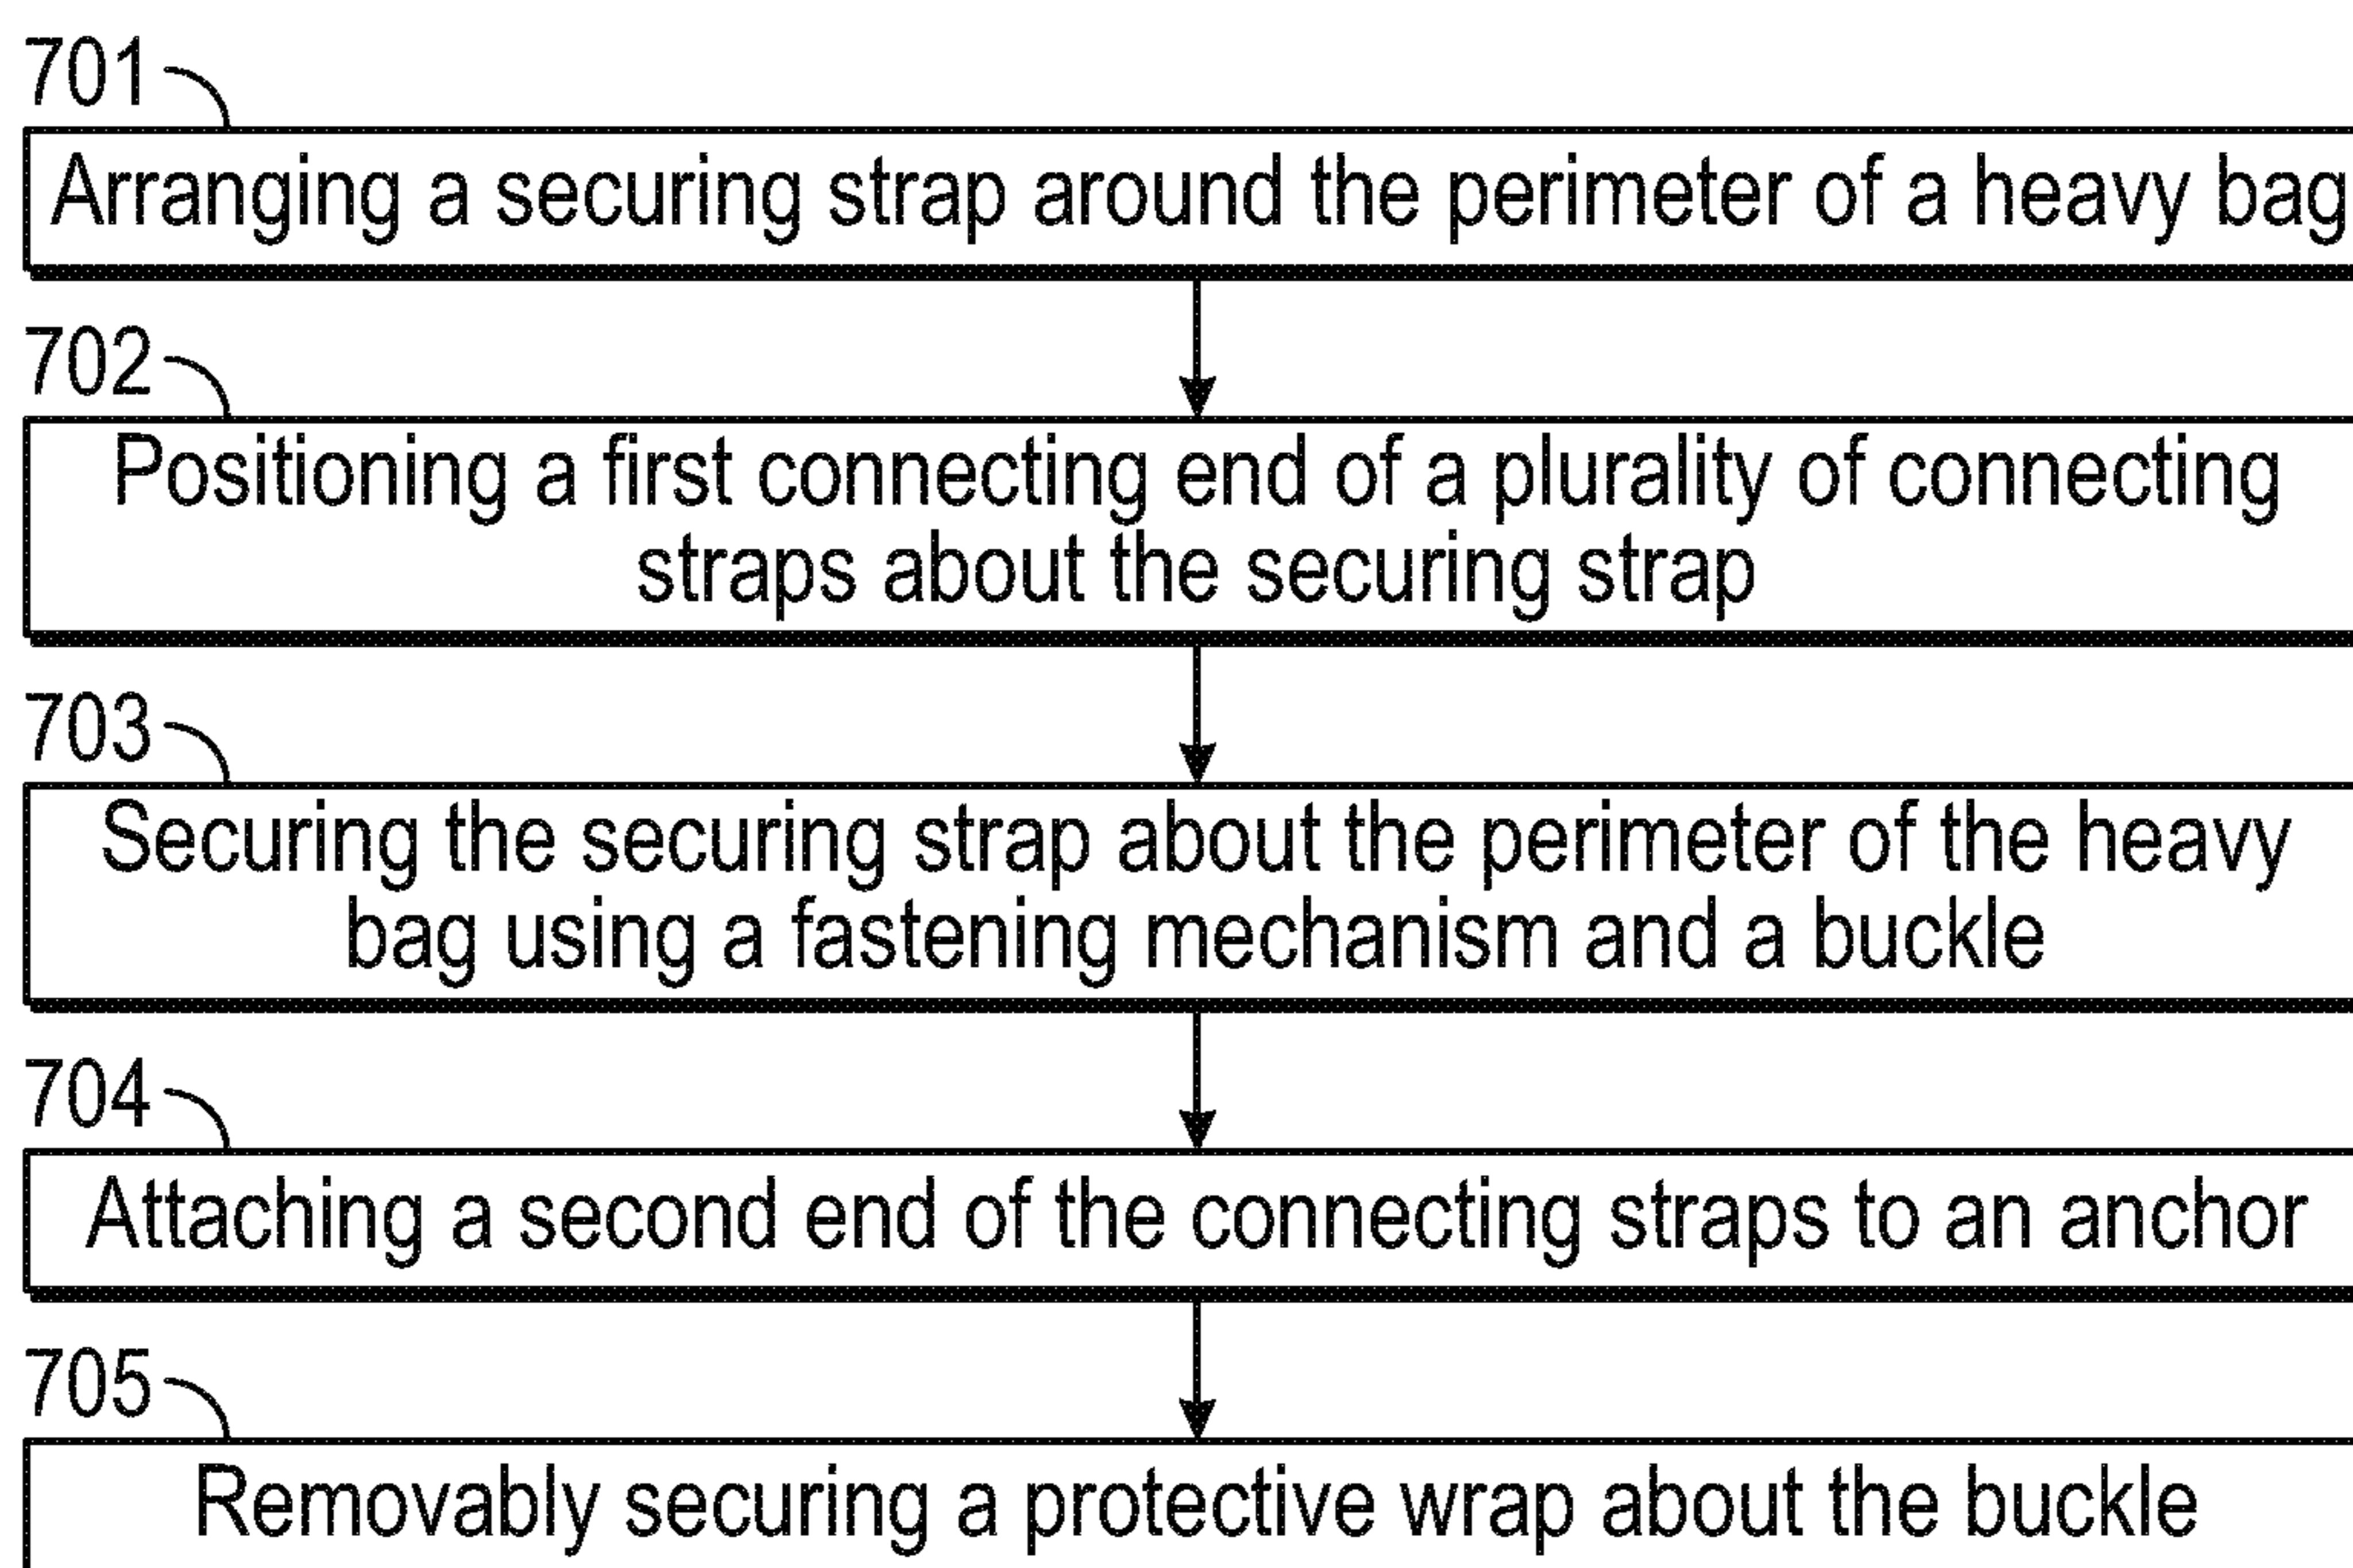 701
Arranging a securing strap around the perimeter of a heavy bag
702
Positioning a first connecting end of a plurality of connecting
straps about the securing strap
703
Securing the securing strap about the perimeter of the heavy
bag using a fastening mechanism and a buckle
704
Attaching a second end of the connecting straps to an anchor
705
Removably securing a protective wrap about the buckle